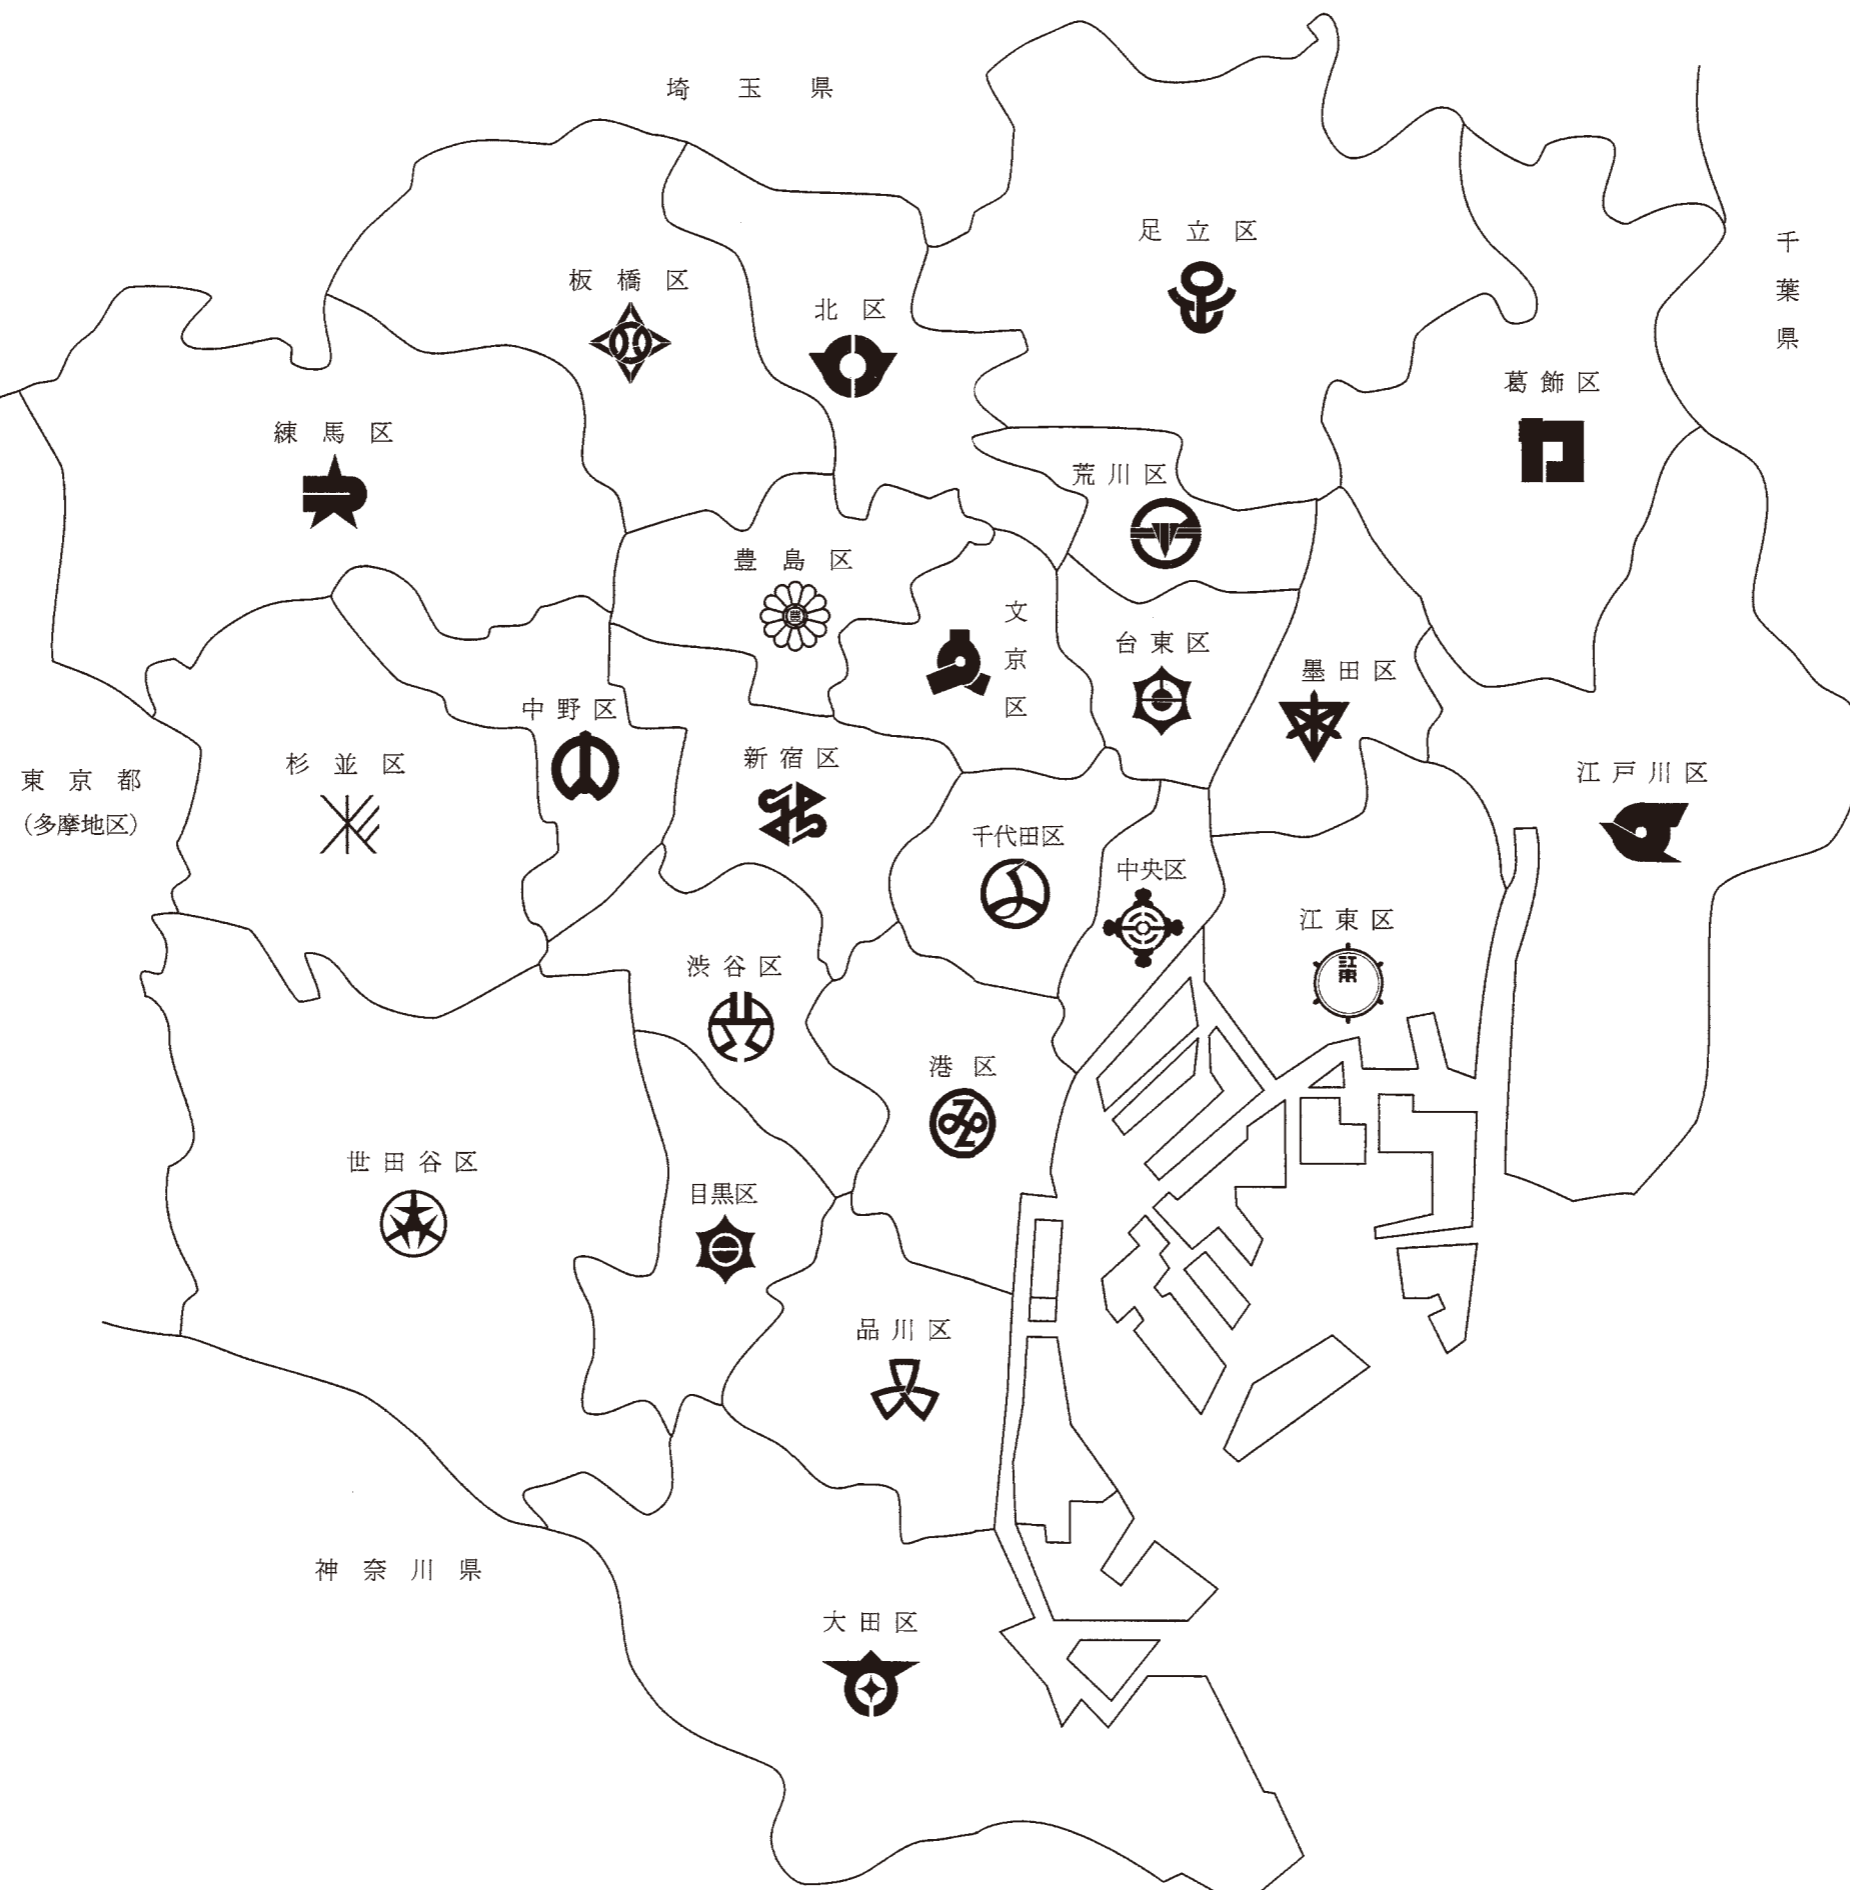 埼玉県
足立区
千葉県
板橋区
北区
葛飾区
練馬区
荒川区
豊島区
豊
文京区
台東区
墨田区
中野区
新宿区
杉並区
東京都
(多摩地区)
江戸川区
千代田区
中央区
江東区
江東
渋谷区
港区
世田谷区
目黒区
品川区
神奈川県
大田区